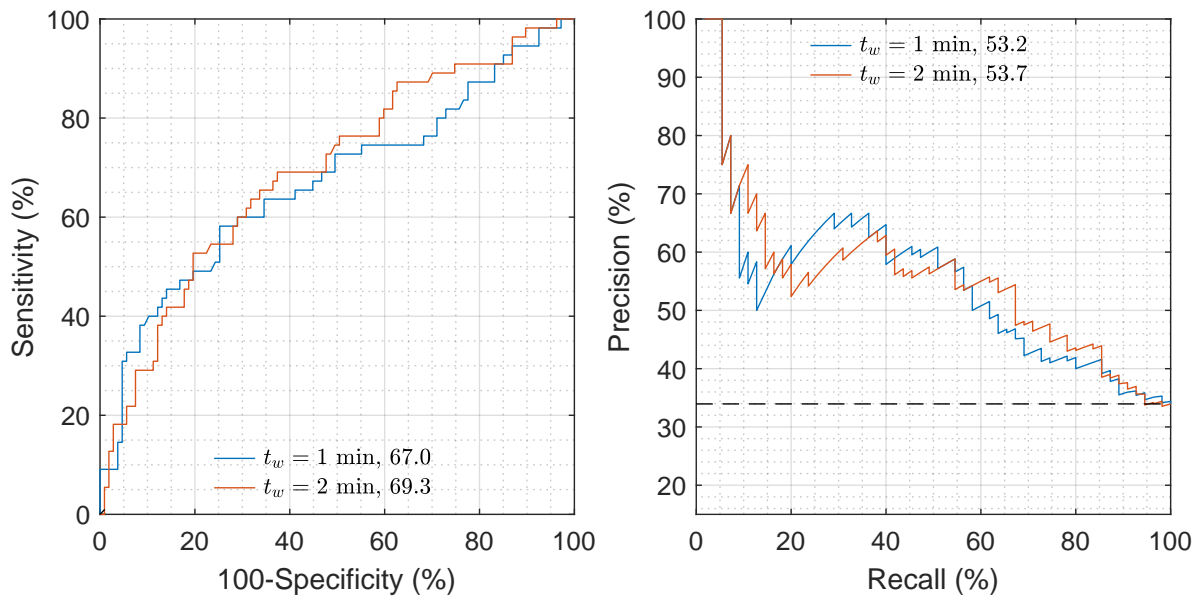 100
80
60
40
20
0
Sensitivity (%)
t_w = 1 min, 67.0
t_w = 2 min, 69.3
0 20 40 60 80 100
100-Specificity (%)
100
90
80
70
60
50
40
30
20
Precision (%)
t_w = 1 min, 53.2
t_w = 2 min, 53.7
0 20 40 60 80 100
Recall (%)